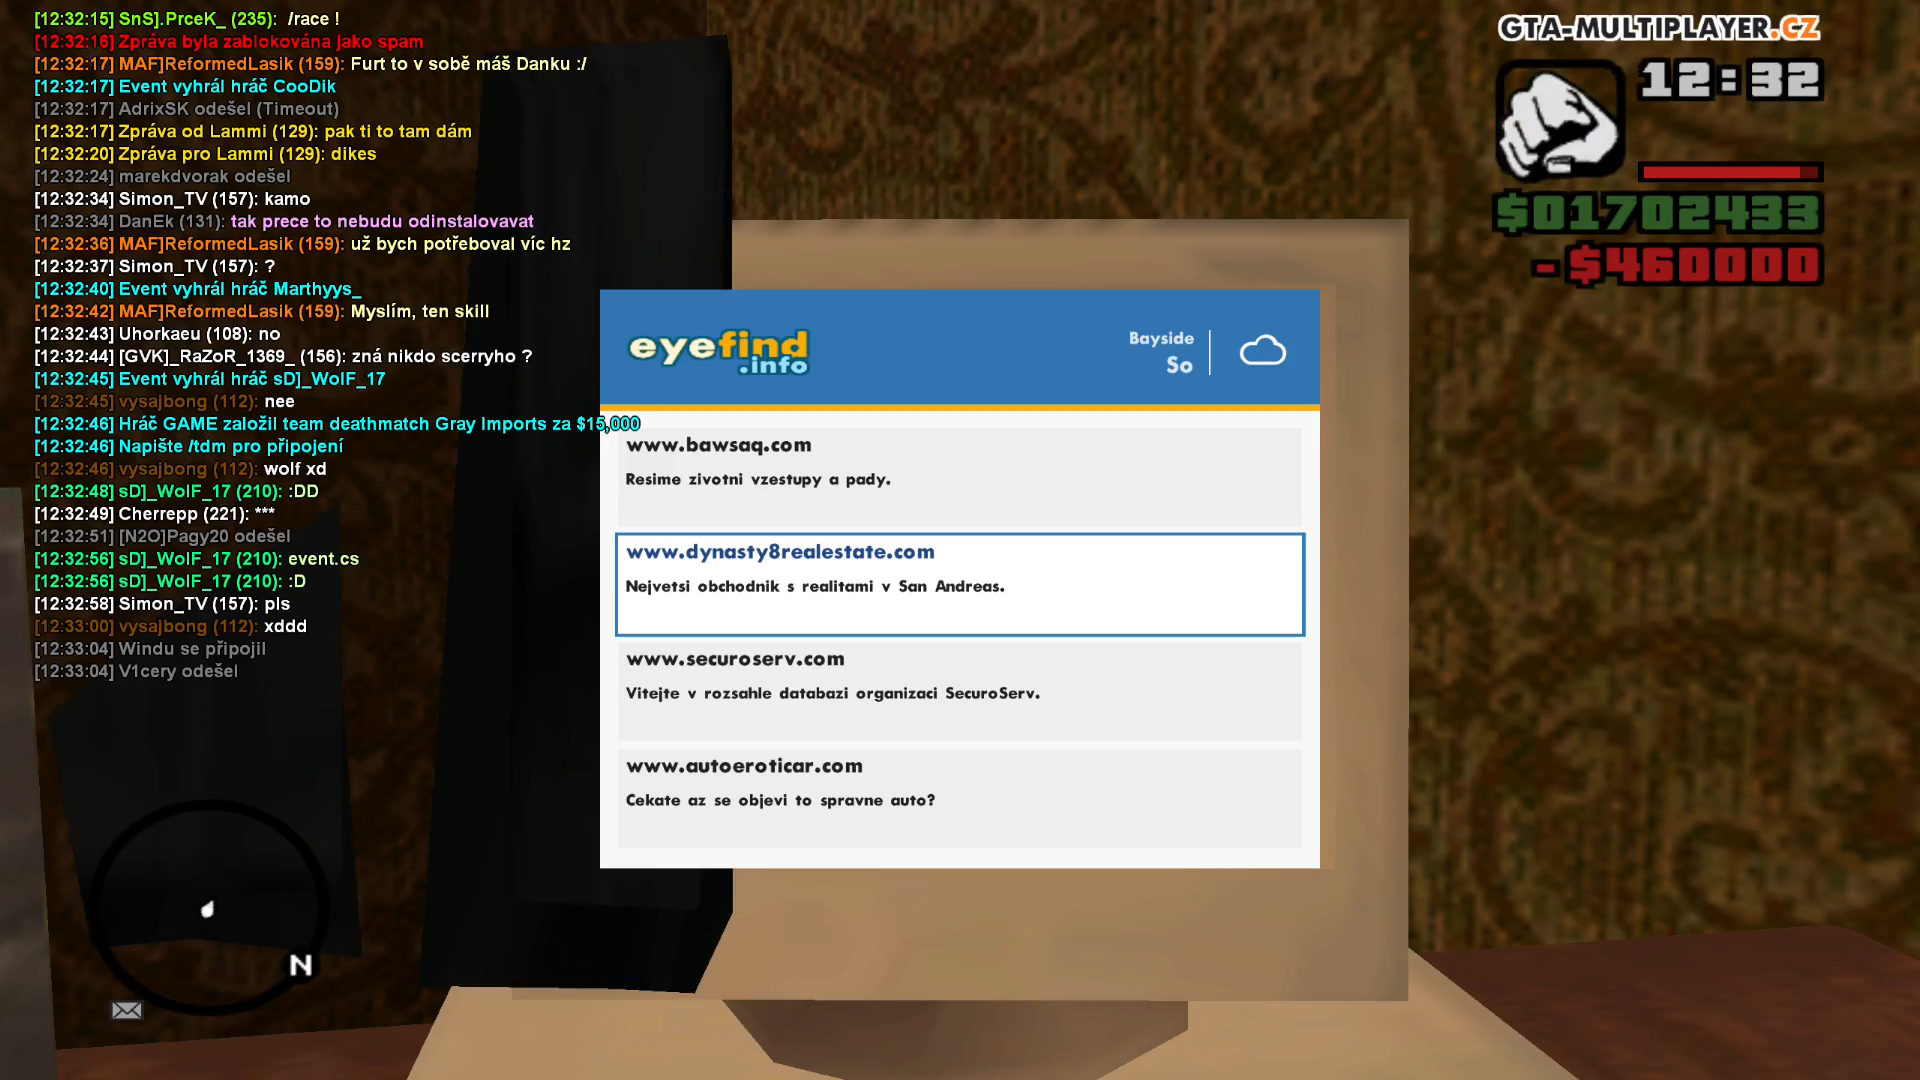 [12:32:15] SnS].PrceK_ (235): /race !
[12:32:16] Zpráva byla zablokována jako spam
[12:32:17] MAF]ReformedLasik (159): Furt to v sobě máš Danku :/
[12:32:17] Event vyhrál hráč CooDik
[12:32:17] AdrixSK odešel (Timeout)
[12:32:17] Zpráva od Lammi (129): pak ti to tam dám
[12:32:20] Zpráva pro Lammi (129): dikes
[12:32:24] marekdvorak odešel
[12:32:34] Simon_TV (157): kamo
[12:32:34] DanEk (131): tak prece to nebudu odinstalovavat
[12:32:36] MAF]ReformedLasik (159): už bych potřeboval víc hz
[12:32:37] Simon_TV (157): ?
[12:32:40] Event vyhrál hráč Marthyys_
[12:32:42] MAF]ReformedLasik (159): Myslím, ten skill
[12:32:43] Uhorkaeu (108): no
[12:32:44] [GVK]_RaZoR_1369_ (156): zná nikdo scerryho ?
[12:32:45] Event vyhrál hráč sD]_WolF_17
[12:32:45] vysajbong (112): nee
[12:32:46] Hráč GAME založil team deathmatch Gray Imports za $15,000
[12:32:46] Napište /tdm pro připojení
[12:32:46] vysajbong (112): wolf xd
[12:32:48] sD]_WolF_17 (210): :DD
[12:32:49] Cherrepp (221): ***
[12:32:51] [N2O]Pagy20 odešel
[12:32:56] sD]_WolF_17 (210): event.cs
[12:32:56] sD]_WolF_17 (210): :D
[12:32:58] Simon_TV (157): pls
[12:33:00] vysajbong (112): xddd
[12:33:04] Windu se připojil
[12:33:04] V1cery odešel
GTA-MULTIPLAYER.CZ
12:32
$01702433
-$460000
eyefind
.info
Bayside
So
www.bawsaq.com
Resime zivotni vzestupy a pady.
www.dynasty8realestate.com
Nejvetsi obchodnik s realitami v San Andreas.
www.securoserv.com
Vitejte v rozsahle databazi organizaci SecuroServ.
www.autoeroticar.com
Cekate az se objevi to spravne auto?
N